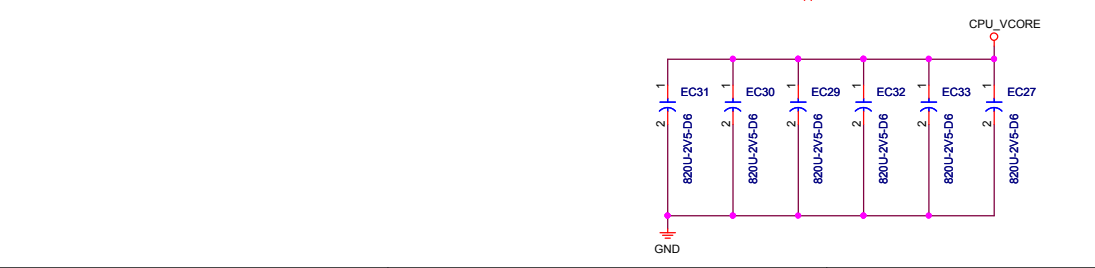 CPU_VCORE
1
EC31
2
820U-2V5-D6
1
EC30
2
820U-2V5-D6
1
EC29
2
820U-2V5-D6
1
EC32
2
820U-2V5-D6
1
EC33
2
820U-2V5-D6
1
EC27
2
820U-2V5-D6
GND